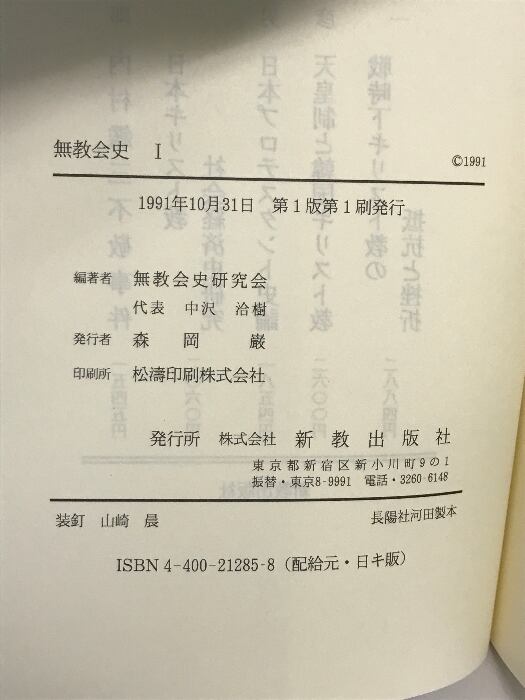 無教会史 Ⅰ
©1991
1991年10月31日 第1版第1刷発行
編著者 無教会史研究会
代表 中沢 洽樹
発行者 森岡 巌
印刷所 松濤印刷株式会社
発行所 株式会社 新教出版社
東京都新宿区新小川町9の1
振替・東京8-9991 電話・3260-6148
装釘 山崎 晨
長陽社河田製本
ISBN 4-400-21285-8 (配給元・日キ販)